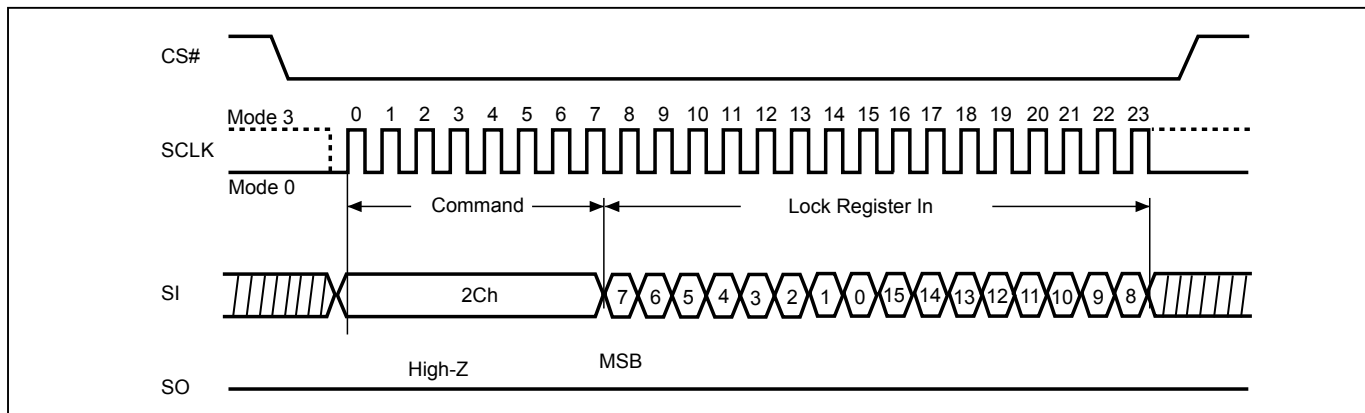 CS#
Mode 3
0 1 2 3 4 5 6 7 8 9 10 11 12 13 14 15 16 17 18 19 20 21 22 23
SCLK
Mode 0
Command
Lock Register In
SI
2Ch
7 6 5 4 3 2 1 0 15 14 13 12 11 10 9 8
High-Z
MSB
SO